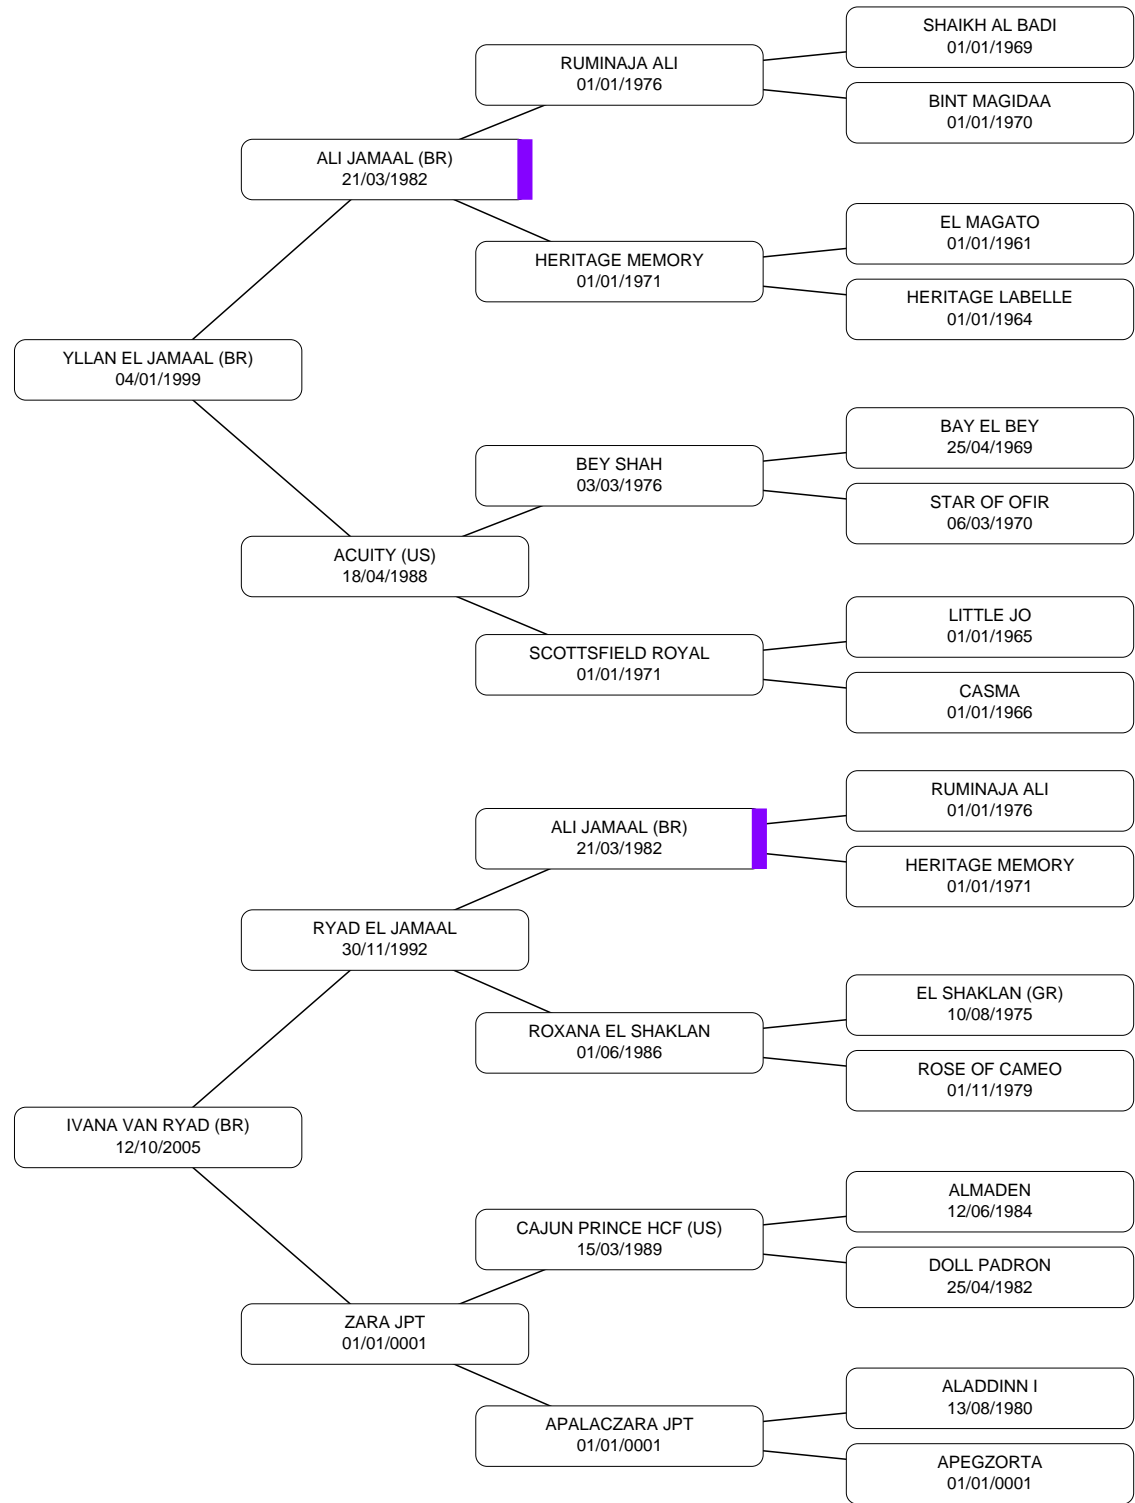 SHAIKH AL BADI
01/01/1969
RUMINAJA ALI
01/01/1976
BINT MAGIDAA
01/01/1970
ALI JAMAAL (BR)
21/03/1982
EL MAGATO
01/01/1961
HERITAGE MEMORY
01/01/1971
HERITAGE LABELLE
01/01/1964
YLLAN EL JAMAAL (BR)
04/01/1999
BAY EL BEY
25/04/1969
BEY SHAH
03/03/1976
STAR OF OFIR
06/03/1970
ACUITY (US)
18/04/1988
LITTLE JO
01/01/1965
SCOTTSFIELD ROYAL
01/01/1971
CASMA
01/01/1966
RUMINAJA ALI
01/01/1976
ALI JAMAAL (BR)
21/03/1982
HERITAGE MEMORY
01/01/1971
RYAD EL JAMAAL
30/11/1992
EL SHAKLAN (GR)
10/08/1975
ROXANA EL SHAKLAN
01/06/1986
ROSE OF CAMEO
01/11/1979
IVANA VAN RYAD (BR)
12/10/2005
ALMADEN
12/06/1984
CAJUN PRINCE HCF (US)
15/03/1989
DOLL PADRON
25/04/1982
ZARA JPT
01/01/0001
ALADDINN I
13/08/1980
APALACZARA JPT
01/01/0001
APEGZORTA
01/01/0001